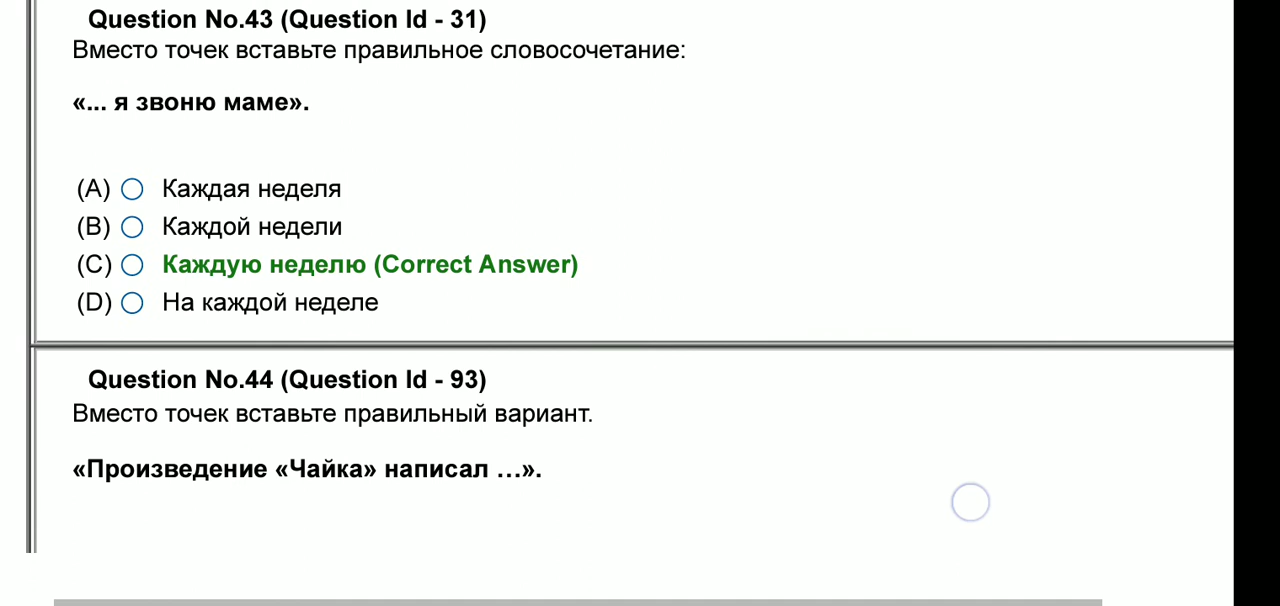 Question No.43 (Question Id - 31)
Вместо точек вставьте правильное словосочетание:
«... я звоню маме».
(A) Каждая неделя
(B) Каждой недели
(C) Каждую неделю (Correct Answer)
(D) На каждой неделе
Question No.44 (Question Id - 93)
Вместо точек вставьте правильный вариант.
«Произведение «Чайка» написал …».